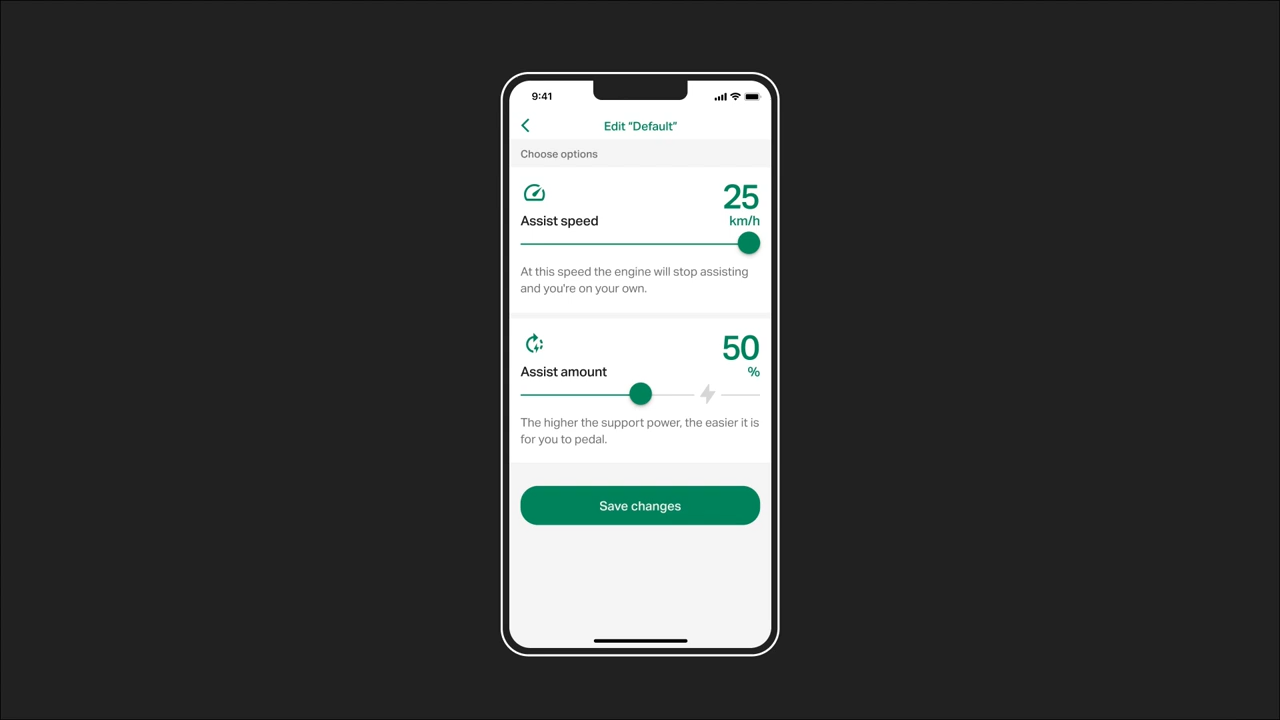 9:41
Edit “Default”
Choose options
25
Assist speed
km/h
At this speed the engine will stop assisting
and you're on your own.
50
Assist amount
%
The higher the support power, the easier it is
for you to pedal.
Save changes